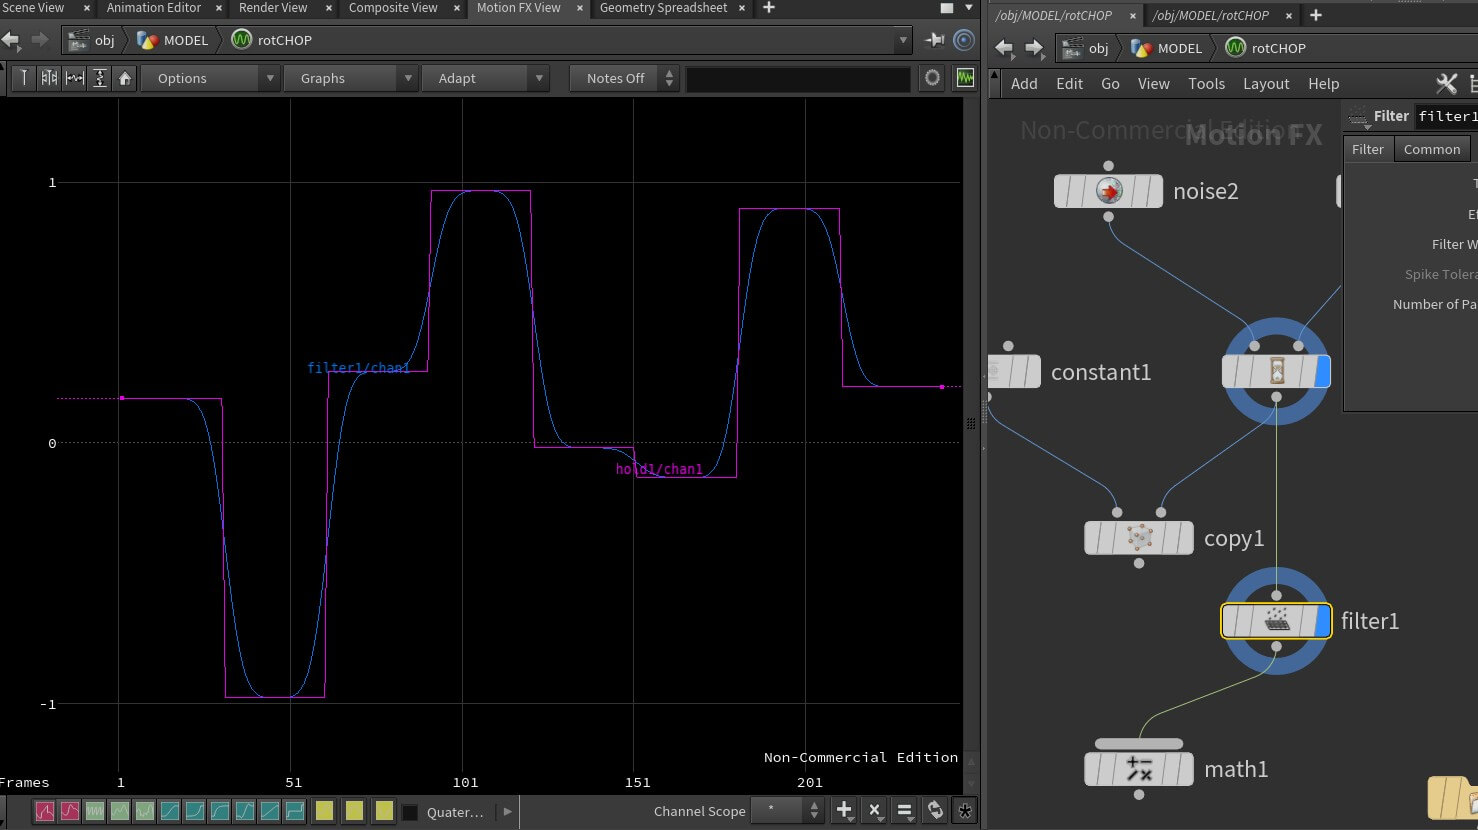 Scene View × Animation Editor × Render View × Composite View × Motion FX View × Geometry Spreadsheet × +
obj MODEL rotCHOP
Options Graphs Adapt Notes Off
1
0
-1
filter1/chan1
hold1/chan1
Non-Commercial Edition
Frames 1 51 101 151 201
Quater...
Channel Scope *
/obj/MODEL/rotCHOP × /obj/MODEL/rotCHOP × +
obj MODEL rotCHOP
Add Edit Go View Tools Layout Help
Non-Commercial Edition
Motion FX
Filter filter1
Filter Common
T
Ef
Filter W
Spike Tolera
Number of Pa
noise2
constant1
copy1
filter1
math1